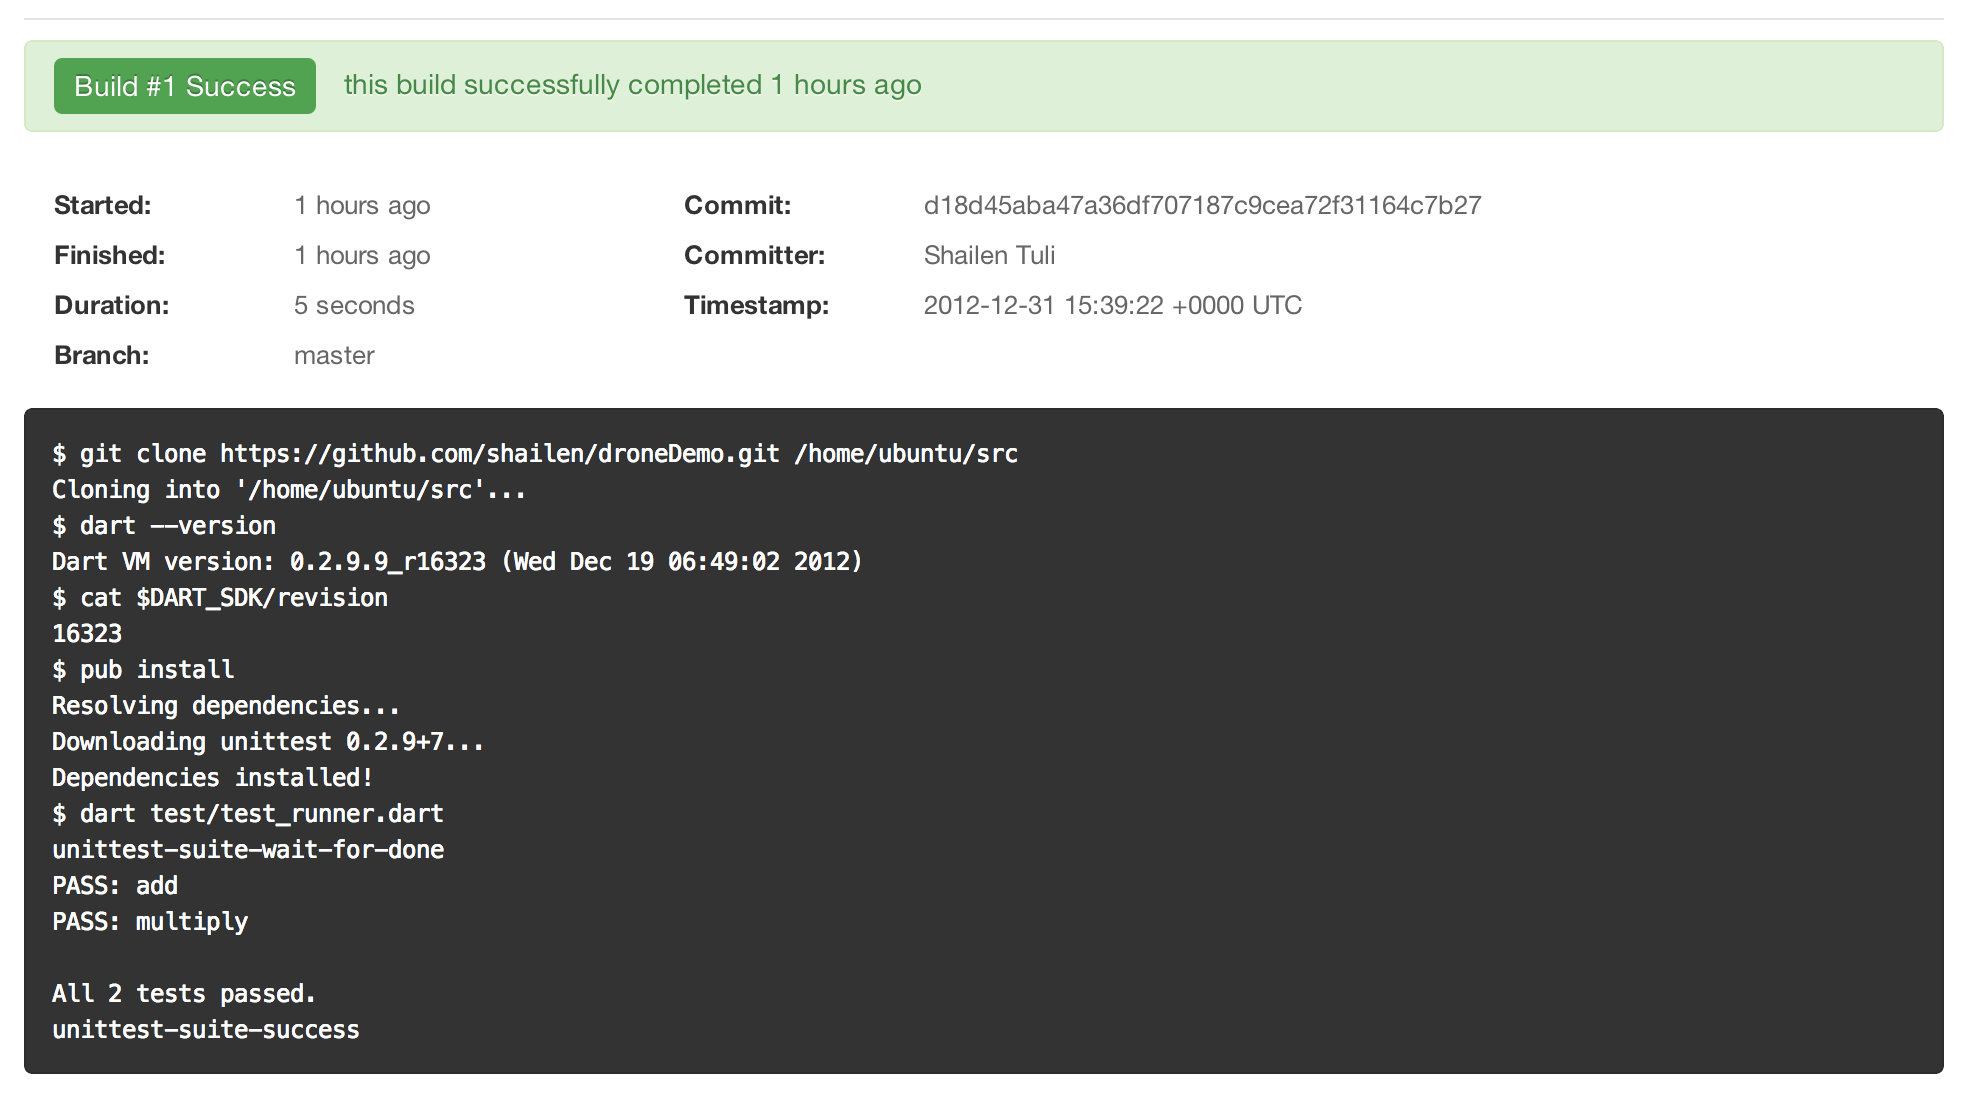 Build #1 Success this build successfully completed 1 hours ago
Started: 1 hours ago Commit: d18d45aba47a36df707187c9cea72f31164c7b27
Finished: 1 hours ago Committer: Shailen Tuli
Duration: 5 seconds Timestamp: 2012-12-31 15:39:22 +0000 UTC
Branch: master
$ git clone https://github.com/shailen/droneDemo.git /home/ubuntu/src
Cloning into '/home/ubuntu/src'...
$ dart --version
Dart VM version: 0.2.9.9_r16323 (Wed Dec 19 06:49:02 2012)
$ cat $DART_SDK/revision
16323
$ pub install
Resolving dependencies...
Downloading unittest 0.2.9+7...
Dependencies installed!
$ dart test/test_runner.dart
unittest-suite-wait-for-done
PASS: add
PASS: multiply
All 2 tests passed.
unittest-suite-success